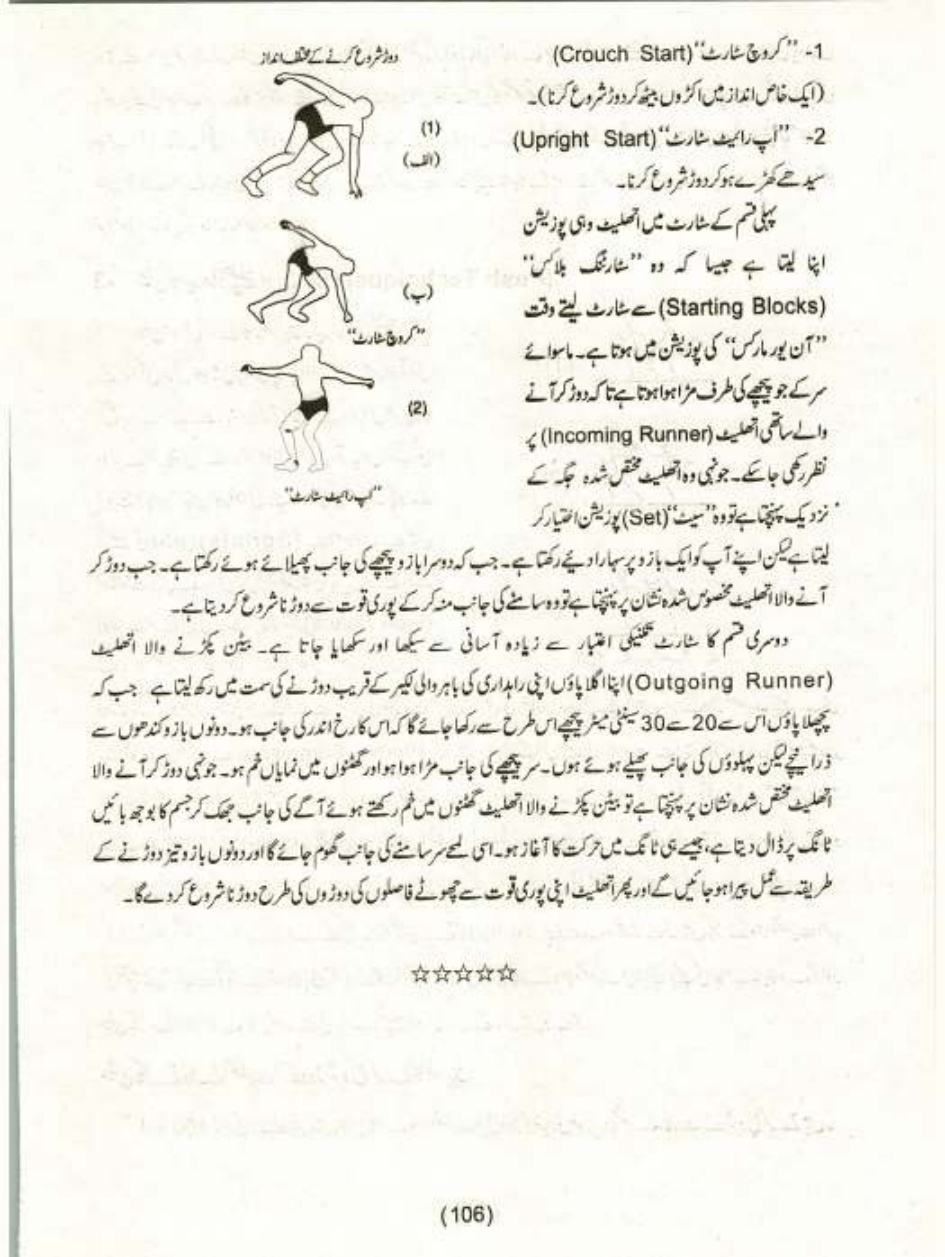 دوڑ شروع کرنے کے مختلف انداز
1- ”کروچ سٹارٹ“ (Crouch Start)
(ایک خاص انداز میں اکڑوں بیٹھ کر دوڑ شروع کرنا)۔
2- ”اَپ رائیٹ سٹارٹ“ (Upright Start)
سیدھے کھڑے ہو کر دوڑ شروع کرنا۔
پہلی قسم کے سٹارٹ میں اتھلیٹ وہی پوزیشن
اپنا لیتا ہے جیسا کہ وہ ”سٹارٹنگ بلاکس“
(Starting Blocks) سے سٹارٹ لیتے وقت
”آن یور مارکس“ کی پوزیشن میں ہوتا ہے۔ ماسوائے
سر کے جو پیچھے کی طرف مڑا ہوا ہوتا ہے تاکہ دوڑ کر آنے
والے ساتھی اتھلیٹ (Incoming Runner) پر
نظر رکھی جا سکے۔ جونہی وہ اتھلیٹ مختص شدہ جگہ کے
نزدیک پہنچتا ہے تو وہ ”سیٹ“ (Set) پوزیشن اختیار کر
(1)
(الف)
(ب)
”کروچ سٹارٹ“
(2)
”اَپ رائیٹ سٹارٹ“
لیتا ہے لیکن اپنے آپ کو ایک بازو پر سہارا دیئے رکھتا ہے۔ جب کہ دوسرا بازو پیچھے کی جانب پھیلائے ہوئے رکھتا ہے۔ جب دوڑ کر
آنے والا اتھلیٹ مخصوص شدہ نشان پر پہنچتا ہے تو وہ سامنے کی جانب منہ کر کے پوری قوت سے دوڑنا شروع کر دیتا ہے۔
دوسری قسم کا سٹارٹ تکنیکی اعتبار سے زیادہ آسانی سے سیکھا اور سکھایا جاتا ہے۔ بیٹن پکڑنے والا اتھلیٹ
(Outgoing Runner) اپنا اگلا پاؤں اپنی راہداری کی باہر والی لکیر کے قریب دوڑنے کی سمت میں رکھ لیتا ہے جب کہ
پچھلا پاؤں اس سے 20 سے 30 سینٹی میٹر پیچھے اس طرح سے رکھا جائے گا کہ اس کا رخ اندر کی جانب ہو۔ دونوں بازو کندھوں سے
ذرا نیچے لیکن پہلوؤں کی جانب پھیلے ہوئے ہوں۔ سر پیچھے کی جانب مڑا ہوا ہو اور گھٹنوں میں نمایاں خم ہو۔ جونہی دوڑ کر آنے والا
اتھلیٹ مختص شدہ نشان پر پہنچتا ہے تو بیٹن پکڑنے والا اتھلیٹ گھٹنوں میں خم رکھتے ہوئے آگے کی جانب جھک کر جسم کا بوجھ بائیں
ٹانگ پر ڈال دیتا ہے، جیسے ہی ٹانگ میں حرکت کا آغاز ہو۔ اسی لمحے سر سامنے کی جانب گھوم جائے گا اور دونوں بازو تیز دوڑنے کے
طریقہ سے عمل پیرا ہو جائیں گے اور پھر اتھلیٹ اپنی پوری قوت سے چھوٹے فاصلوں کی دوڑوں کی طرح دوڑنا شروع کر دے گا۔
☆☆☆☆☆
(106)